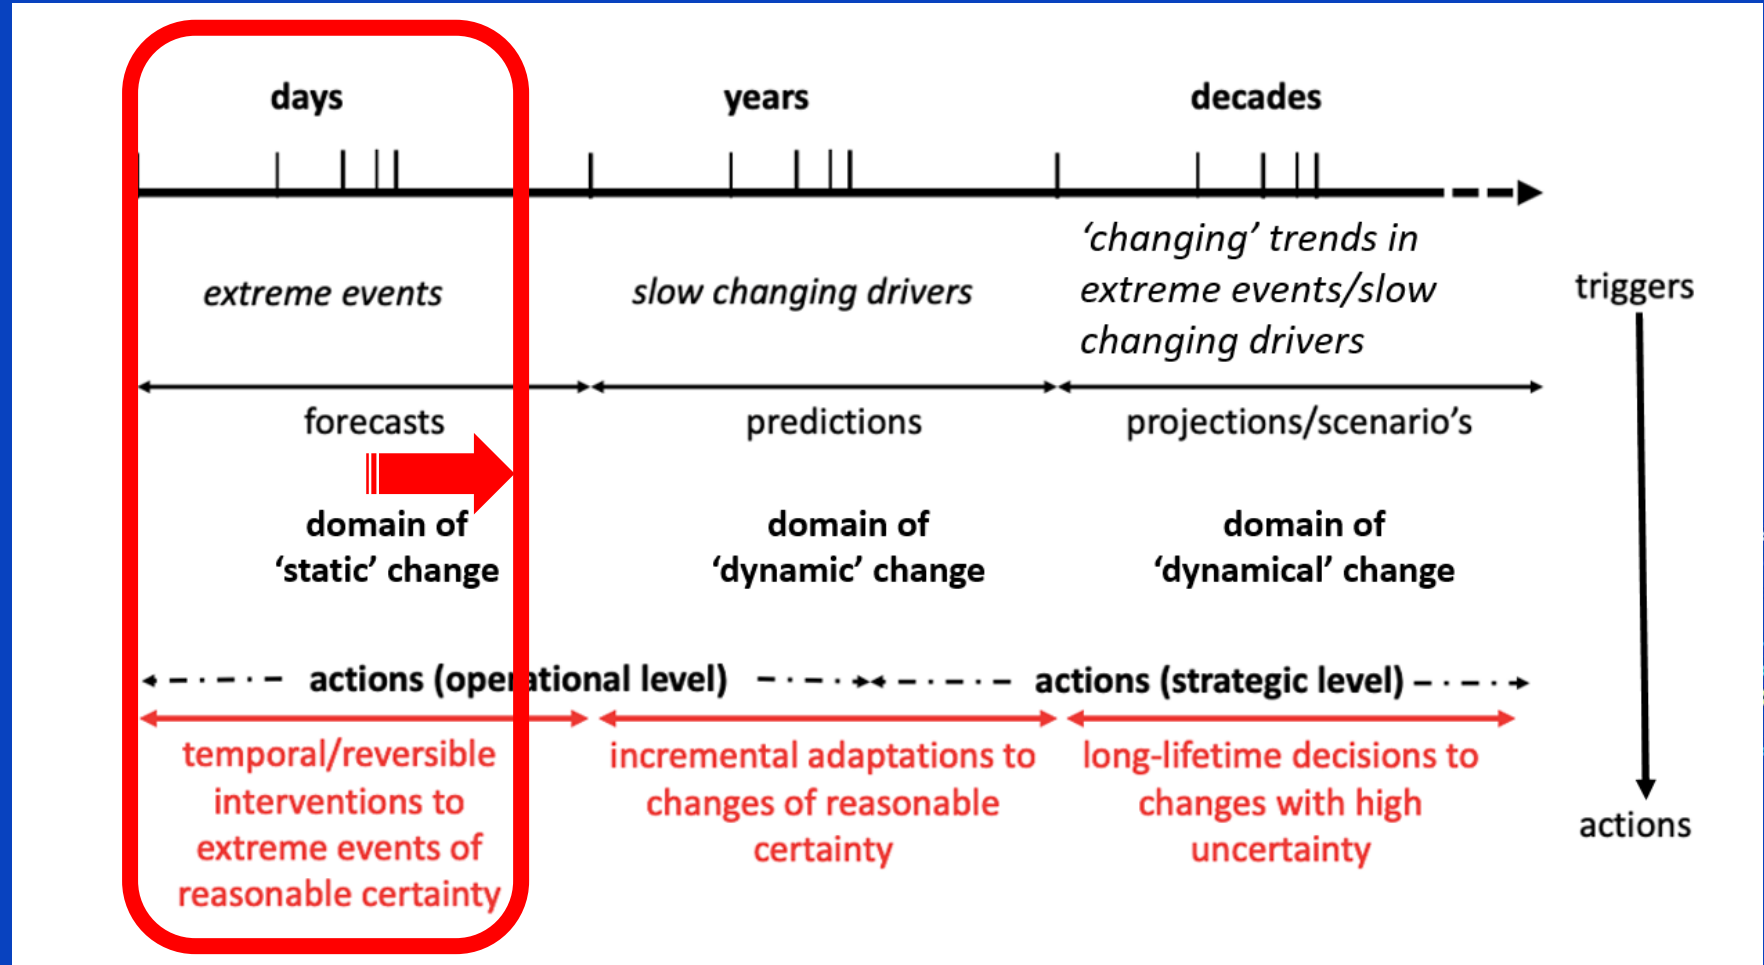 days
years
decades
extreme events
slow changing drivers
‘changing’ trends in
extreme events/slow
changing drivers
triggers
forecasts
predictions
projections/scenario’s
domain of
‘static’ change
domain of
‘dynamic’ change
domain of
‘dynamical’ change
actions (operational level)
actions (strategic level)
temporal/reversible
interventions to
extreme events of
reasonable certainty
incremental adaptations to
changes of reasonable
certainty
long-lifetime decisions to
changes with high
uncertainty
actions